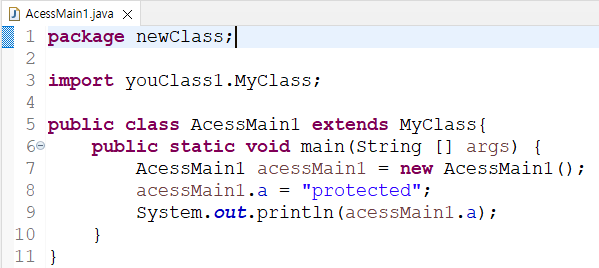 AcessMain1.java
1 package newClass;
2
3 import youClass1.MyClass;
4
5 public class AcessMain1 extends MyClass{
6 public static void main(String [] args) {
7 AcessMain1 acessMain1 = new AcessMain1();
8 acessMain1.a = "protected";
9 System.out.println(acessMain1.a);
10 }
11 }